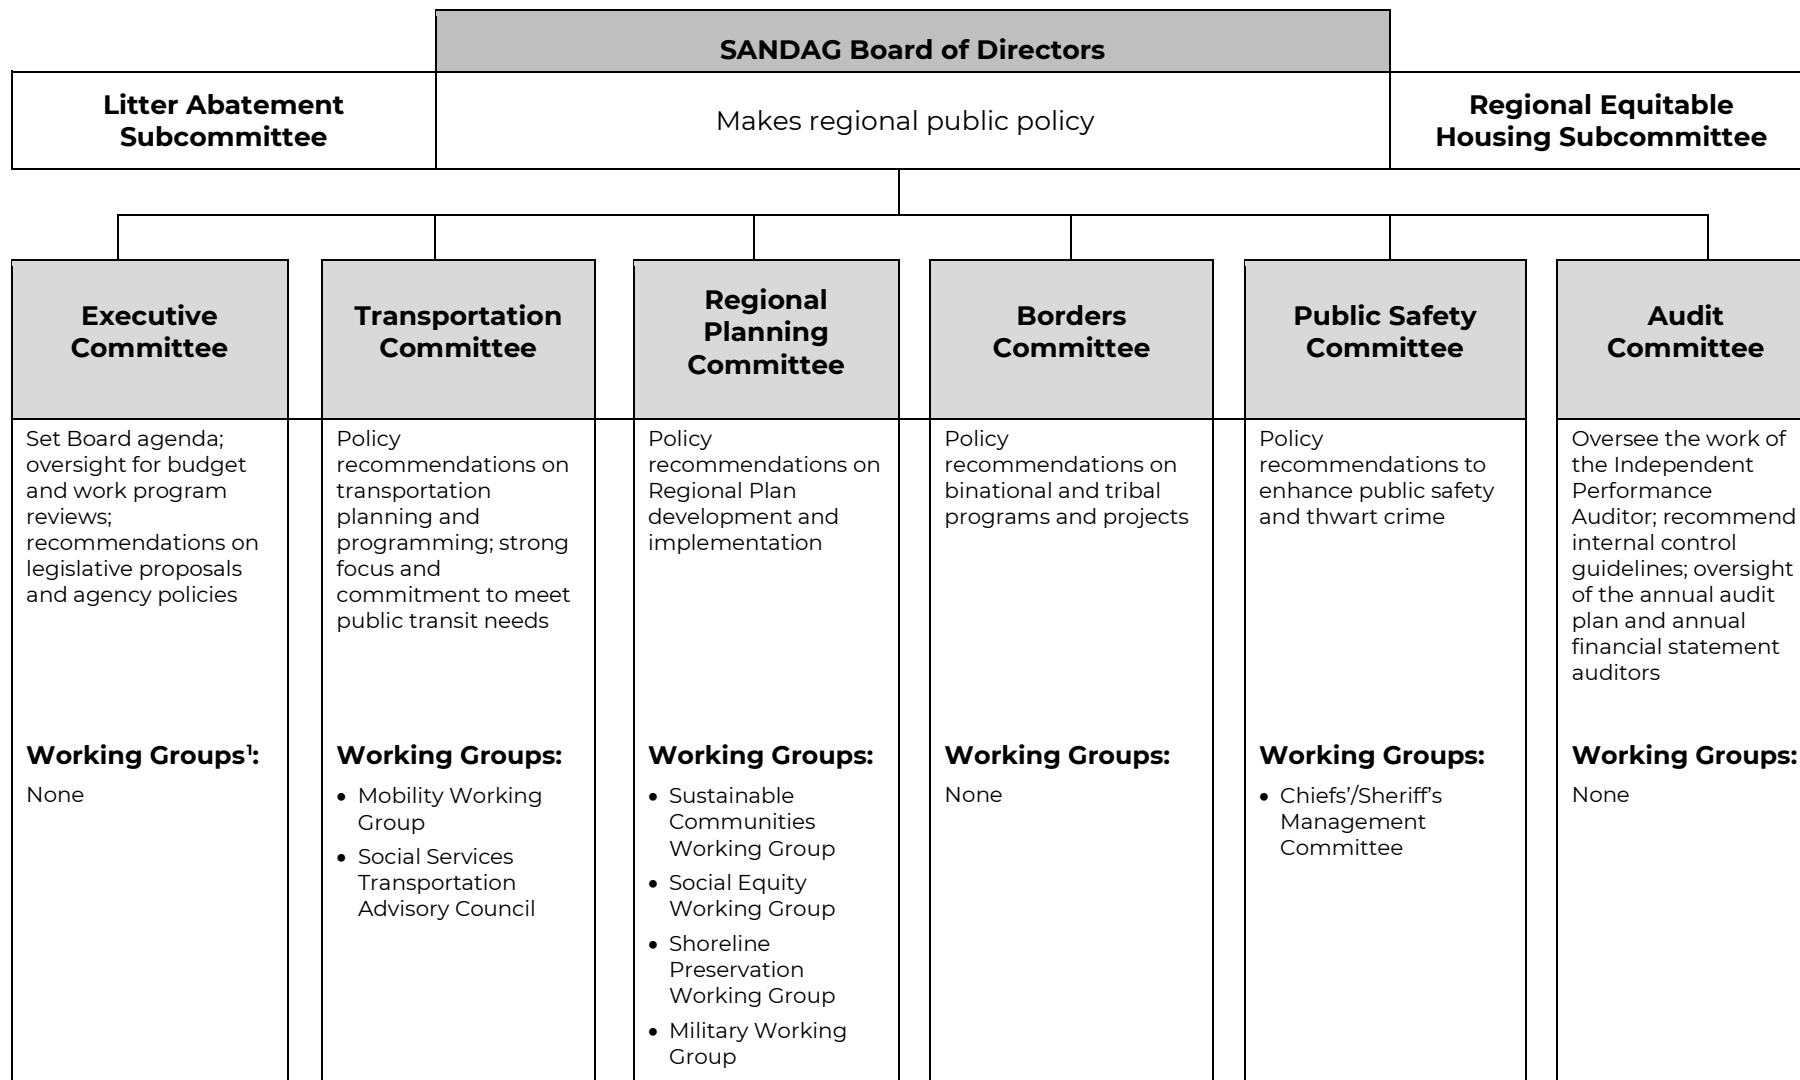 SANDAG Board of Directors
Litter Abatement
Subcommittee
Makes regional public policy
Regional Equitable
Housing Subcommittee
Executive
Committee
Set Board agenda;
oversight for budget
and work program
reviews;
recommendations on
legislative proposals
and agency policies
Working Groups¹:
None
Transportation
Committee
Policy
recommendations on
transportation
planning and
programming; strong
focus and
commitment to meet
public transit needs
Working Groups:
• Mobility Working
Group
• Social Services
Transportation
Advisory Council
Regional
Planning
Committee
Policy
recommendations on
Regional Plan
development and
implementation
Working Groups:
• Sustainable
Communities
Working Group
• Social Equity
Working Group
• Shoreline
Preservation
Working Group
• Military Working
Group
Borders
Committee
Policy
recommendations on
binational and tribal
programs and projects
Working Groups:
None
Public Safety
Committee
Policy
recommendations to
enhance public safety
and thwart crime
Working Groups:
• Chiefs’/Sheriff’s
Management
Committee
Audit
Committee
Oversee the work of
the Independent
Performance
Auditor; recommend
internal control
guidelines; oversight
of the annual audit
plan and annual
financial statement
auditors
Working Groups:
None